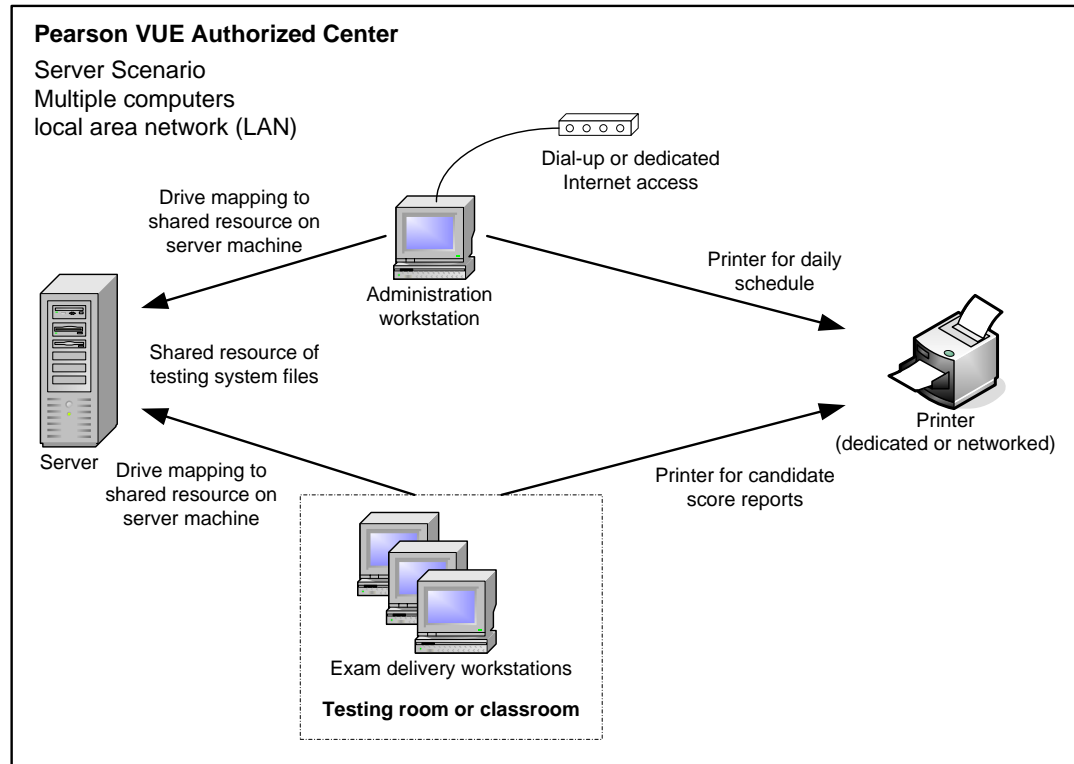 Pearson VUE Authorized Center
Server Scenario
Multiple computers
local area network (LAN)
Dial-up or dedicated
Internet access
Drive mapping to
shared resource on
server machine
Administration
workstation
Printer for daily
schedule
Shared resource of
testing system files
Server
Printer
(dedicated or networked)
Drive mapping to
shared resource on
server machine
Printer for candidate
score reports
Exam delivery workstations
Testing room or classroom